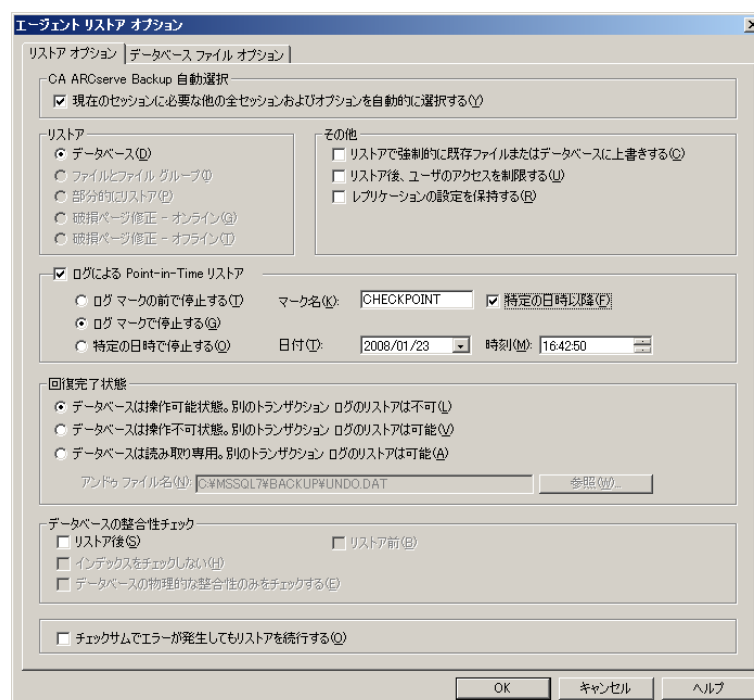 エージェント リストア オプション
リストア オプション
データベース ファイル オプション
CA ARCserve Backup 自動選択
現在のセッションに必要な他の全セッションおよびオプションを自動的に選択する(Y)
リストア
データベース(D)
ファイルとファイル グループ(I)
部分的にリストア(P)
破損ページ修正 - オンライン(G)
破損ページ修正 - オフライン(T)
その他
リストアで強制的に既存ファイルまたはデータベースに上書きする(C)
リストア後、ユーザのアクセスを制限する(U)
レプリケーションの設定を保持する(R)
ログによる Point-in-Time リストア
ログ マークの前で停止する(T)
マーク名(K):
CHECKPOINT
特定の日時以降(F)
ログ マークで停止する(G)
特定の日時で停止する(O)
日付(T):
2008/01/23
時刻(M):
16:42:50
回復完了状態
データベースは操作可能状態。別のトランザクション ログのリストアは不可(L)
データベースは操作不可状態。別のトランザクション ログのリストアは可能(V)
データベースは読み取り専用。別のトランザクション ログのリストアは可能(A)
アンドゥ ファイル名(N):
C:¥MSSQL7¥BACKUP¥UNDO.DAT
参照(W)...
データベースの整合性チェック
リストア後(S)
リストア前(B)
インデックスをチェックしない(H)
データベースの物理的な整合性のみをチェックする(E)
チェックサムでエラーが発生してもリストアを続行する(O)
OK
キャンセル
ヘルプ